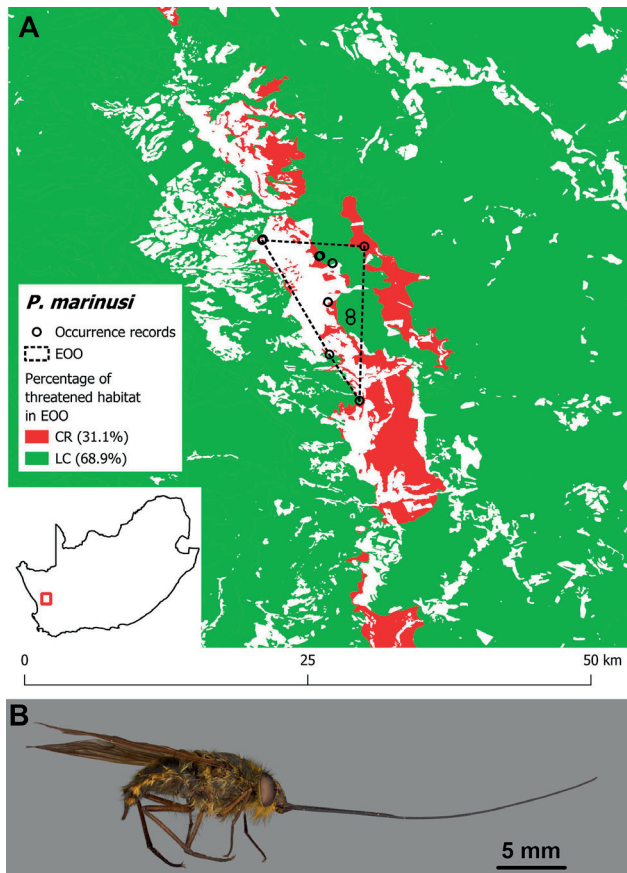 A
P. marinusi
Occurrence records
EOO
Percentage of
threatened habitat
in EOO
CR (31.1%)
LC (68.9%)
0 25 50 km
B
5 mm